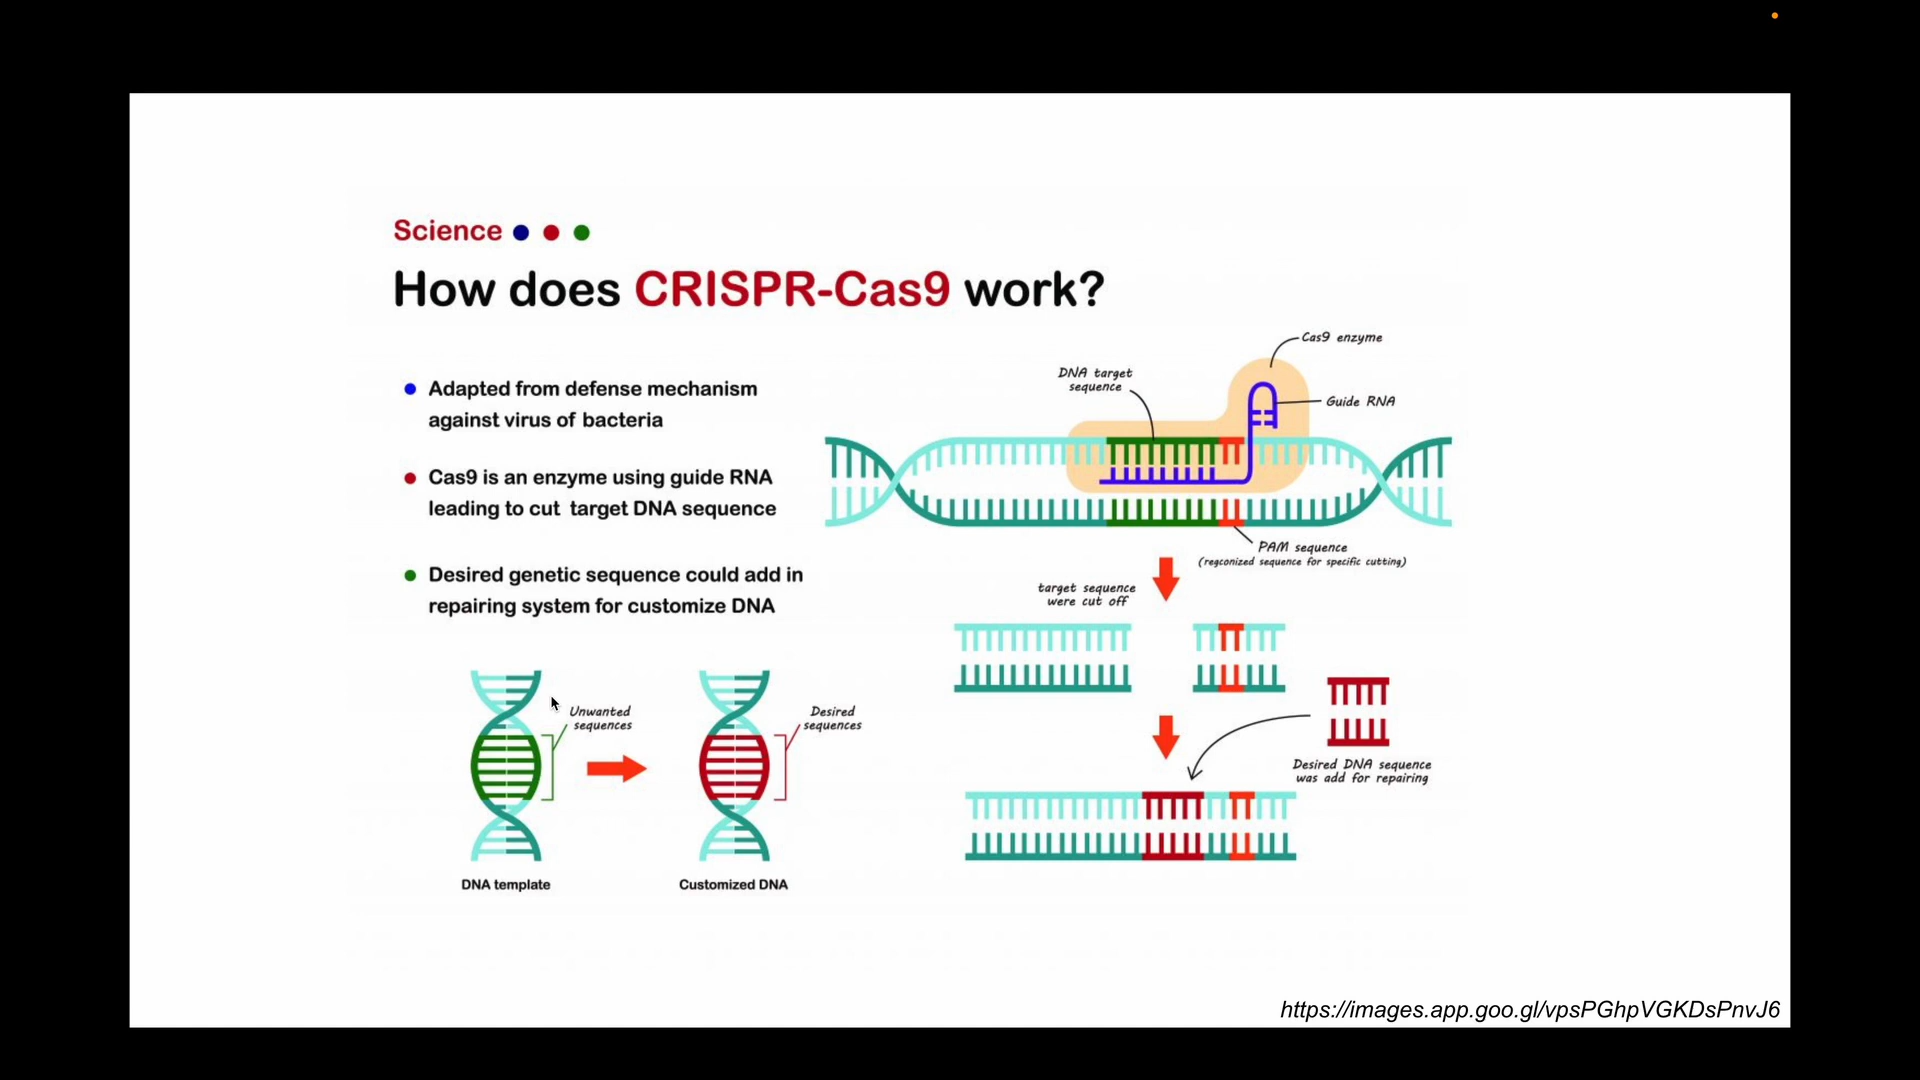 Science
How does CRISPR-Cas9 work?
Adapted from defense mechanism
against virus of bacteria
Cas9 is an enzyme using guide RNA
leading to cut target DNA sequence
Desired genetic sequence could add in
repairing system for customize DNA
Unwanted
sequences
Desired
sequences
DNA template
Customized DNA
Cas9 enzyme
DNA target
sequence
Guide RNA
PAM sequence
(regconized sequence for specific cutting)
target sequence
were cut off
Desired DNA sequence
was add for repairing
https://images.app.goo.gl/vpsPGhpVGKDsPnvJ6